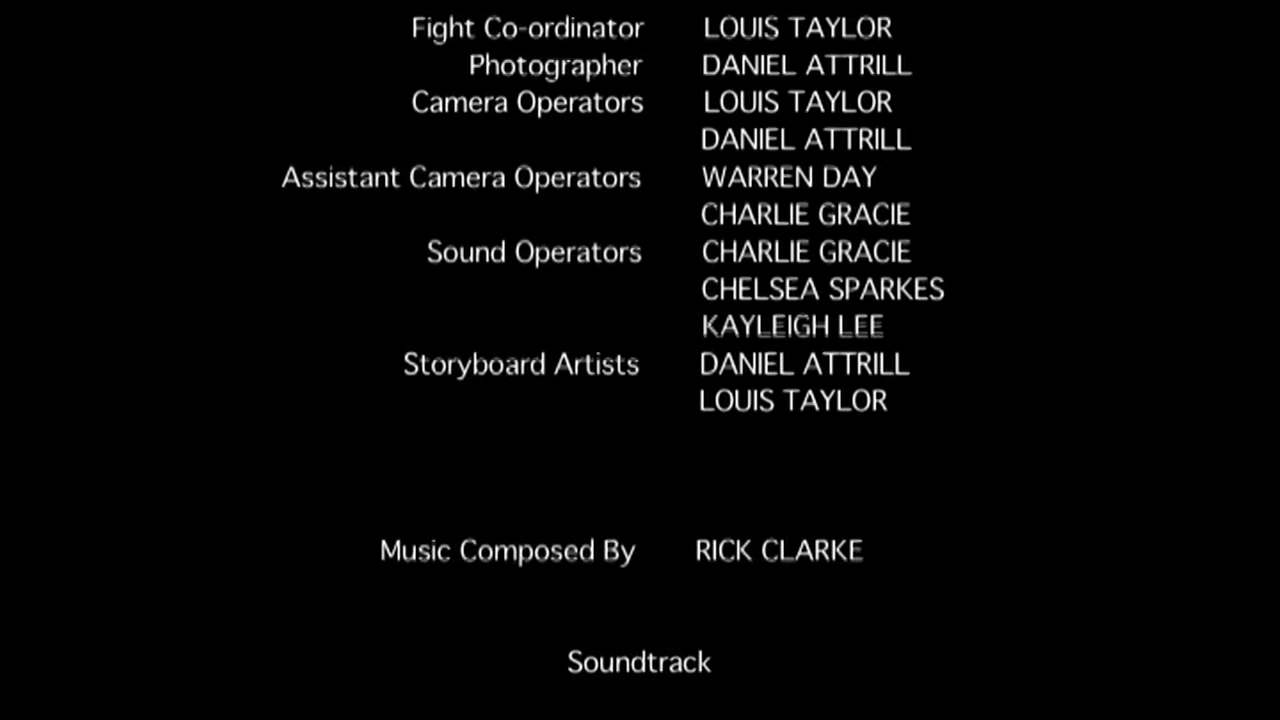 Fight Co-ordinator LOUIS TAYLOR
Photographer DANIEL ATTRILL
Camera Operators LOUIS TAYLOR
DANIEL ATTRILL
Assistant Camera Operators WARREN DAY
CHARLIE GRACIE
Sound Operators CHARLIE GRACIE
CHELSEA SPARKES
KAYLEIGH LEE
Storyboard Artists DANIEL ATTRILL
LOUIS TAYLOR
Music Composed By RICK CLARKE
Soundtrack